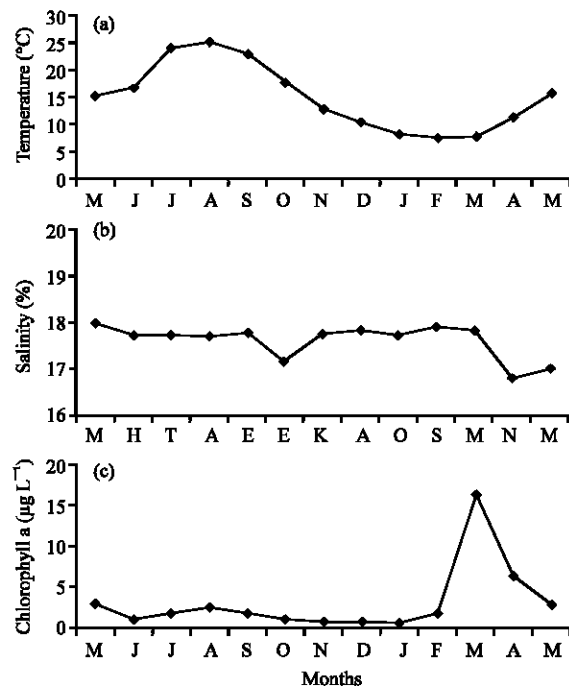 (a)
Temperature (°C)
30
25
20
15
10
5
0
M J J A S O N D J F M A M
(b)
Salinity (%)
20
19
18
17
16
M H T A E E K A O S M N M
(c)
Chlorophyll a (µg L⁻¹)
20
15
10
5
0
M J J A S O N D J F M A M
Months